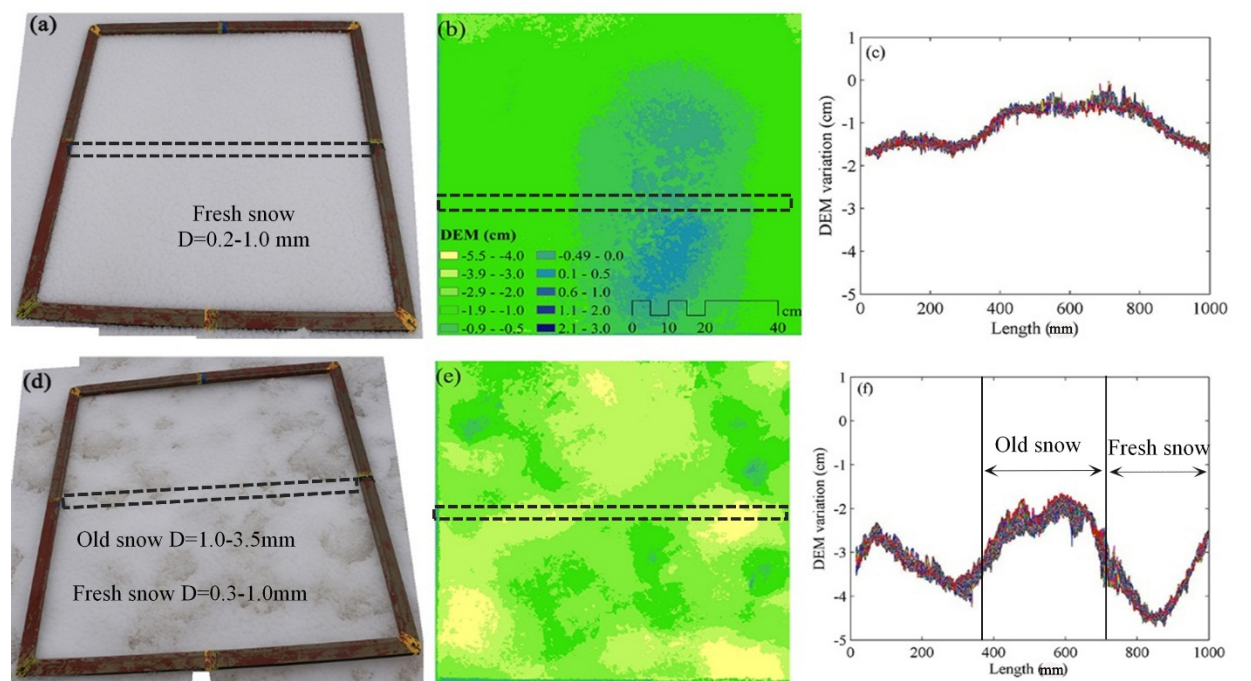 (a)
Fresh snow
D=0.2-1.0 mm
(b)
DEM (cm)
-5.5 - -4.0
-3.9 - -3.0
-2.9 - -2.0
-1.9 - -1.0
-0.9 - -0.5
-0.49 - 0.0
0.1 - 0.5
0.6 - 1.0
1.1 - 2.0
2.1 - 3.0
cm
0 10 20 40
(c)
DEM variation (cm)
1
0
-1
-2
-3
-4
-5
0 200 400 600 800 1000
Length (mm)
(d)
Old snow D=1.0-3.5mm
Fresh snow D=0.3-1.0mm
(e)
(f)
Old snow
Fresh snow
DEM variation (cm)
1
0
-1
-2
-3
-4
-5
0 200 400 600 800 1000
Length (mm)